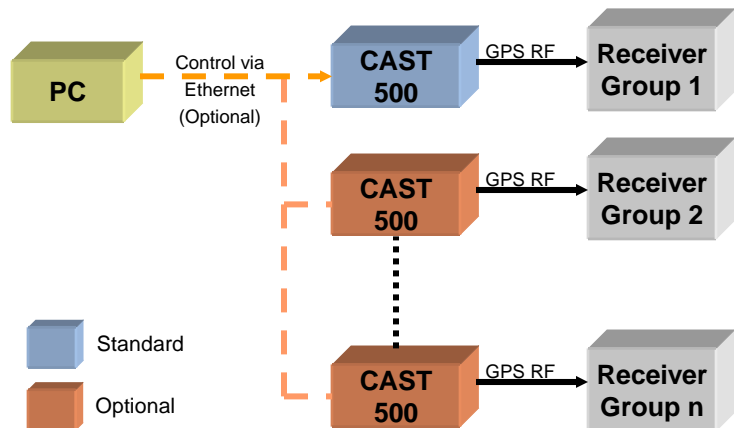 PC
Control via
Ethernet
(Optional)
CAST
500
GPS RF
Receiver
Group 1
CAST
500
GPS RF
Receiver
Group 2
CAST
500
GPS RF
Receiver
Group n
Standard
Optional